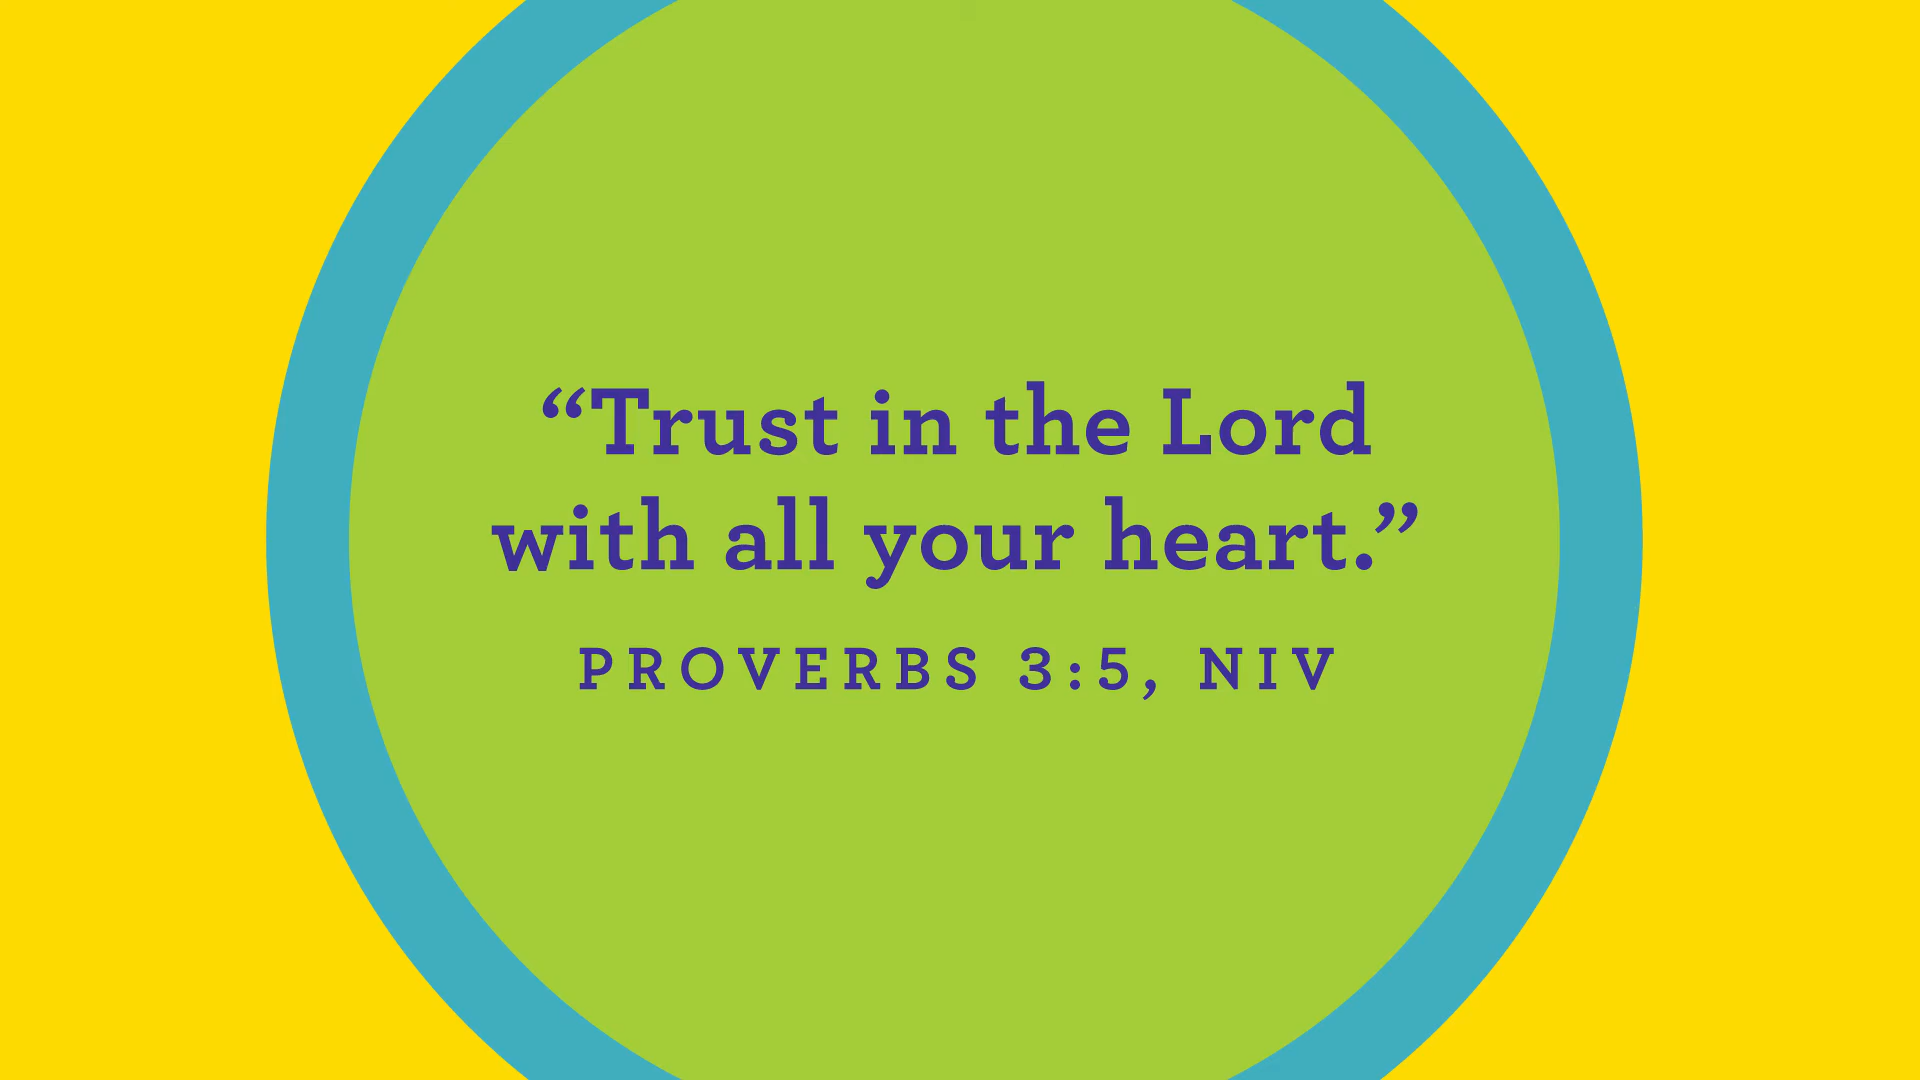 “Trust in the Lord
with all your heart.”
PROVERBS 3:5, NIV